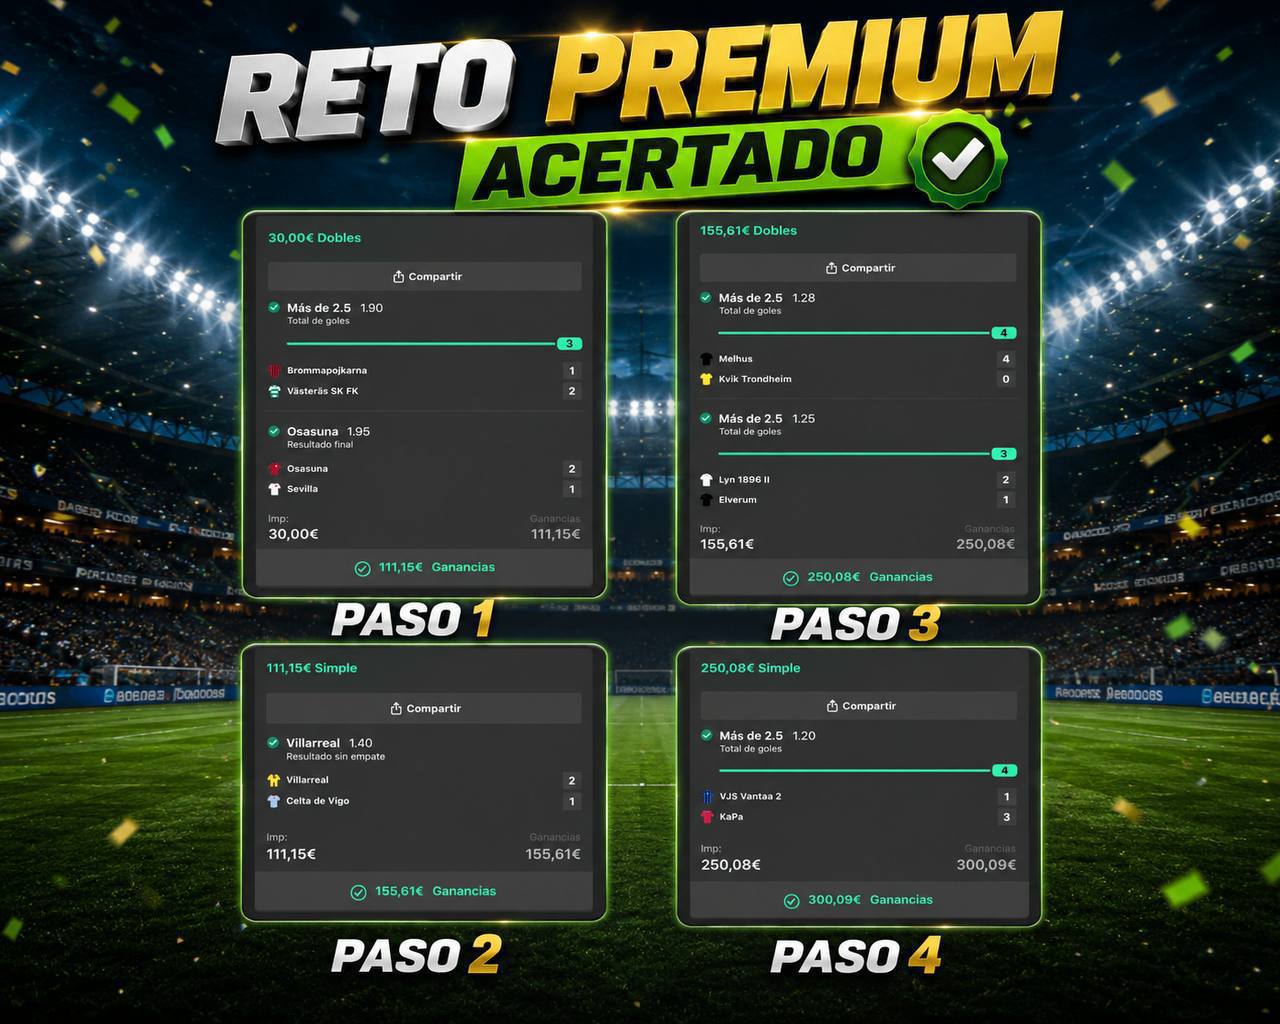 RETO PREMIUM
ACERTADO
30,00€ Dobles
Compartir
Más de 2.5 1.90
Total de goles
3
Brommapojkarna 1
Västerås SK FK 2
Osasuna 1.95
Resultado final
Osasuna 2
Sevilla 1
Imp: Ganancias
30,00€ 111,15€
111,15€ Ganancias
PASO 1
111,15€ Simple
Compartir
Villarreal 1.40
Resultado sin empate
Villarreal 2
Celta de Vigo 1
Imp: Ganancias
111,15€ 155,61€
155,61€ Ganancias
PASO 2
155,61€ Dobles
Compartir
Más de 2.5 1.28
Total de goles
4
Melhus 4
Kvik Trondheim 0
Más de 2.5 1.25
Total de goles
3
Lyn 1896 II 2
Elverum 1
Imp: Ganancias
155,61€ 250,08€
250,08€ Ganancias
PASO 3
250,08€ Simple
Compartir
Más de 2.5 1.20
Total de goles
4
VJS Vantaa 2 1
KaPa 3
Imp: Ganancias
250,08€ 300,09€
300,09€ Ganancias
PASO 4